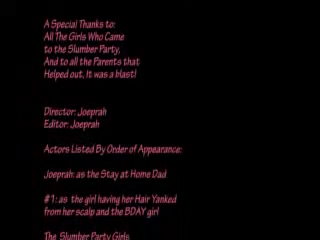 A Special Thanks to:
All The Girls Who Came
to the Slumber Party,
And to all the Parents that
Helped out, It was a blast!
Director: Joeprah
Editor: Joeprah
Actors Listed By Order of Appearance:
Joeprah: as the Stay at Home Dad
#1: as the girl having her Hair Yanked
from her scalp and the BDAY girl
The Slumber Party Girls